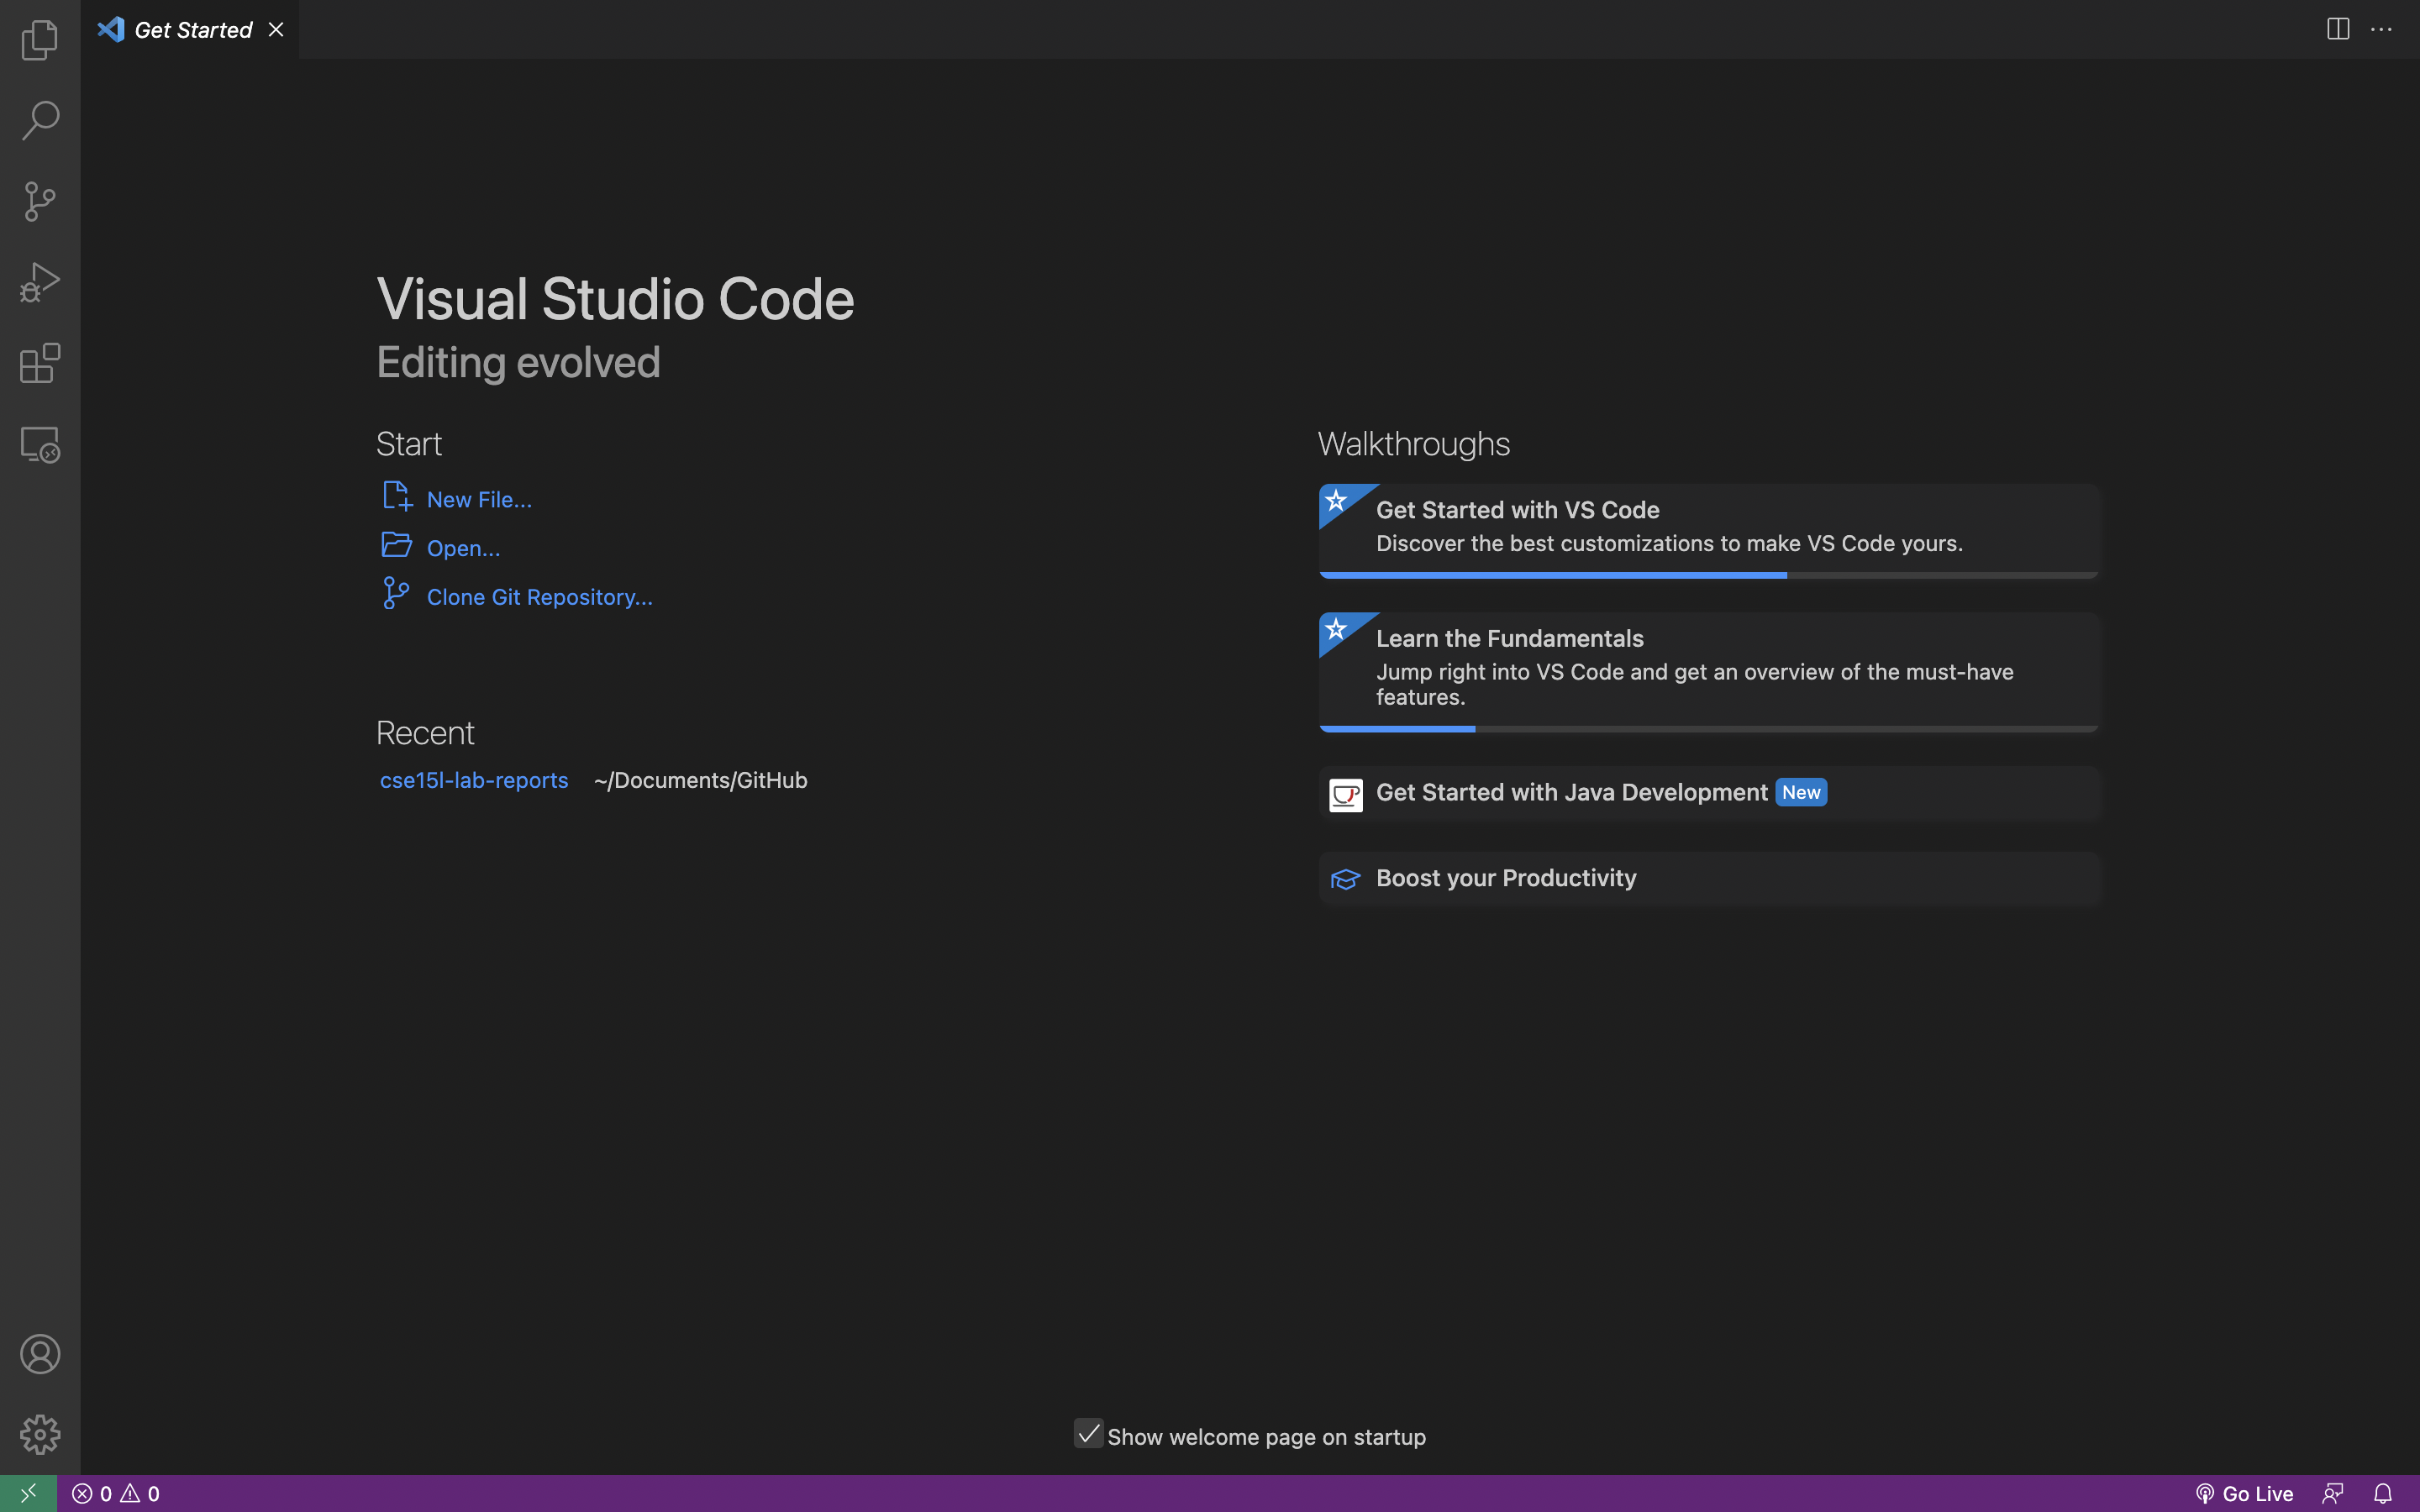 Get Started
Visual Studio Code
Editing evolved
Start
New File...
Open...
Clone Git Repository...
Recent
cse15l-lab-reports ~/Documents/GitHub
Walkthroughs
Get Started with VS Code
Discover the best customizations to make VS Code yours.
Learn the Fundamentals
Jump right into VS Code and get an overview of the must-have
features.
Get Started with Java Development New
Boost your Productivity
Show welcome page on startup
0 0
Go Live